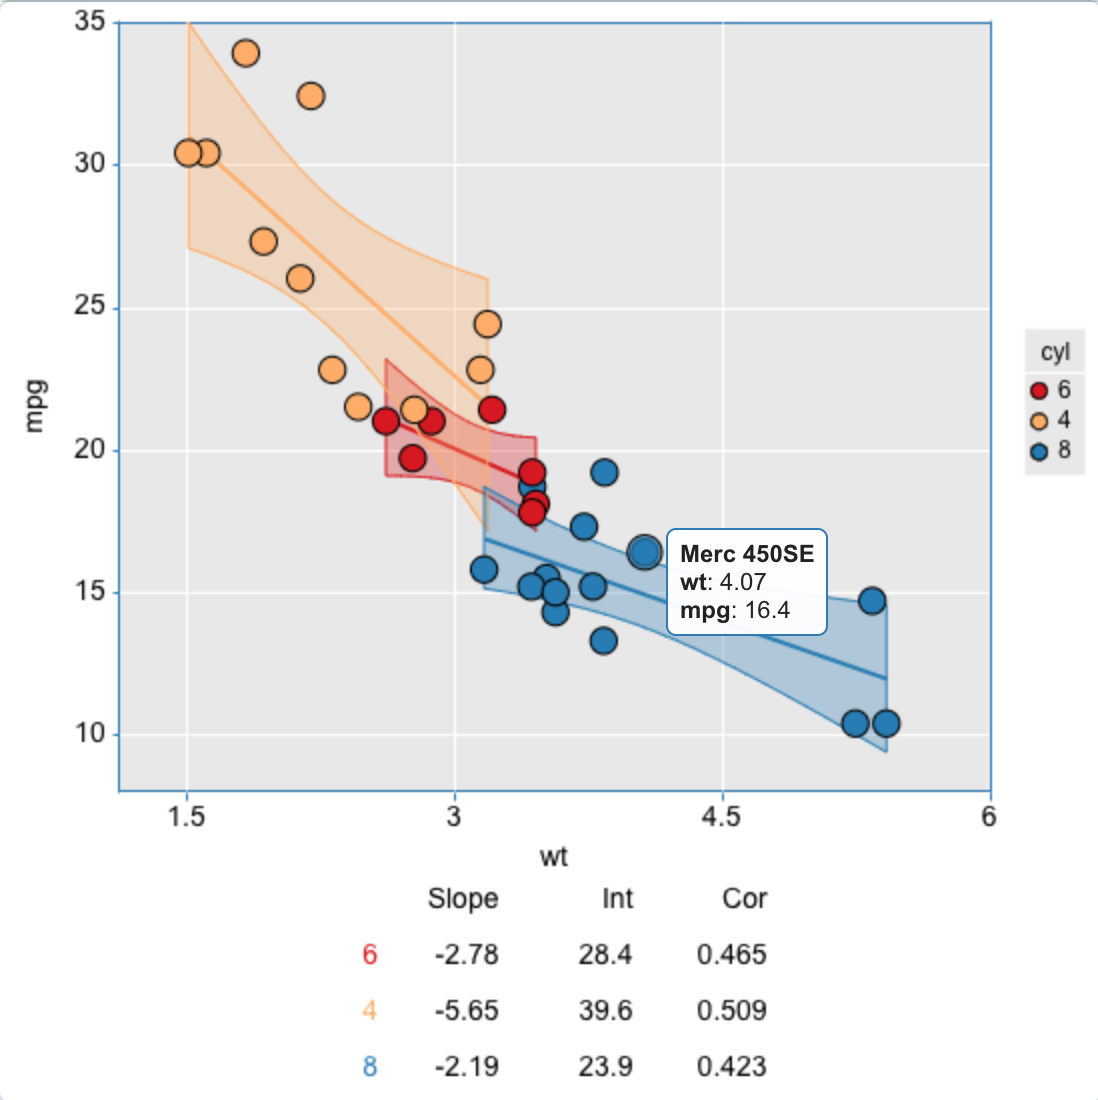 35
30
25
20
15
10
mpg
1.5 3 4.5 6
wt
cyl
6
4
8
Merc 450SE
wt: 4.07
mpg: 16.4
Slope Int Cor
6 -2.78 28.4 0.465
4 -5.65 39.6 0.509
8 -2.19 23.9 0.423